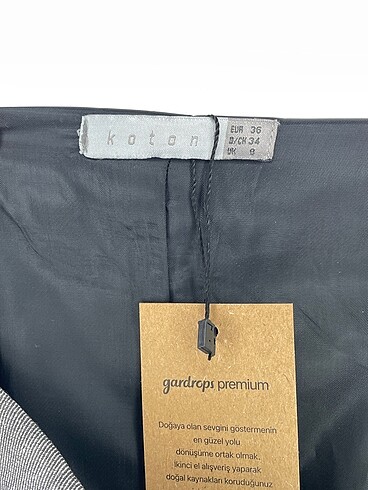 koton
EUR 36
D/CH 34
UK 8
gardrops premium
Doğaya olan sevgini göstermenin
en güzel yolu
dönüşüme ortak olmak.
İkinci el alışveriş yaparak
doğal kaynakları koruduğunuz